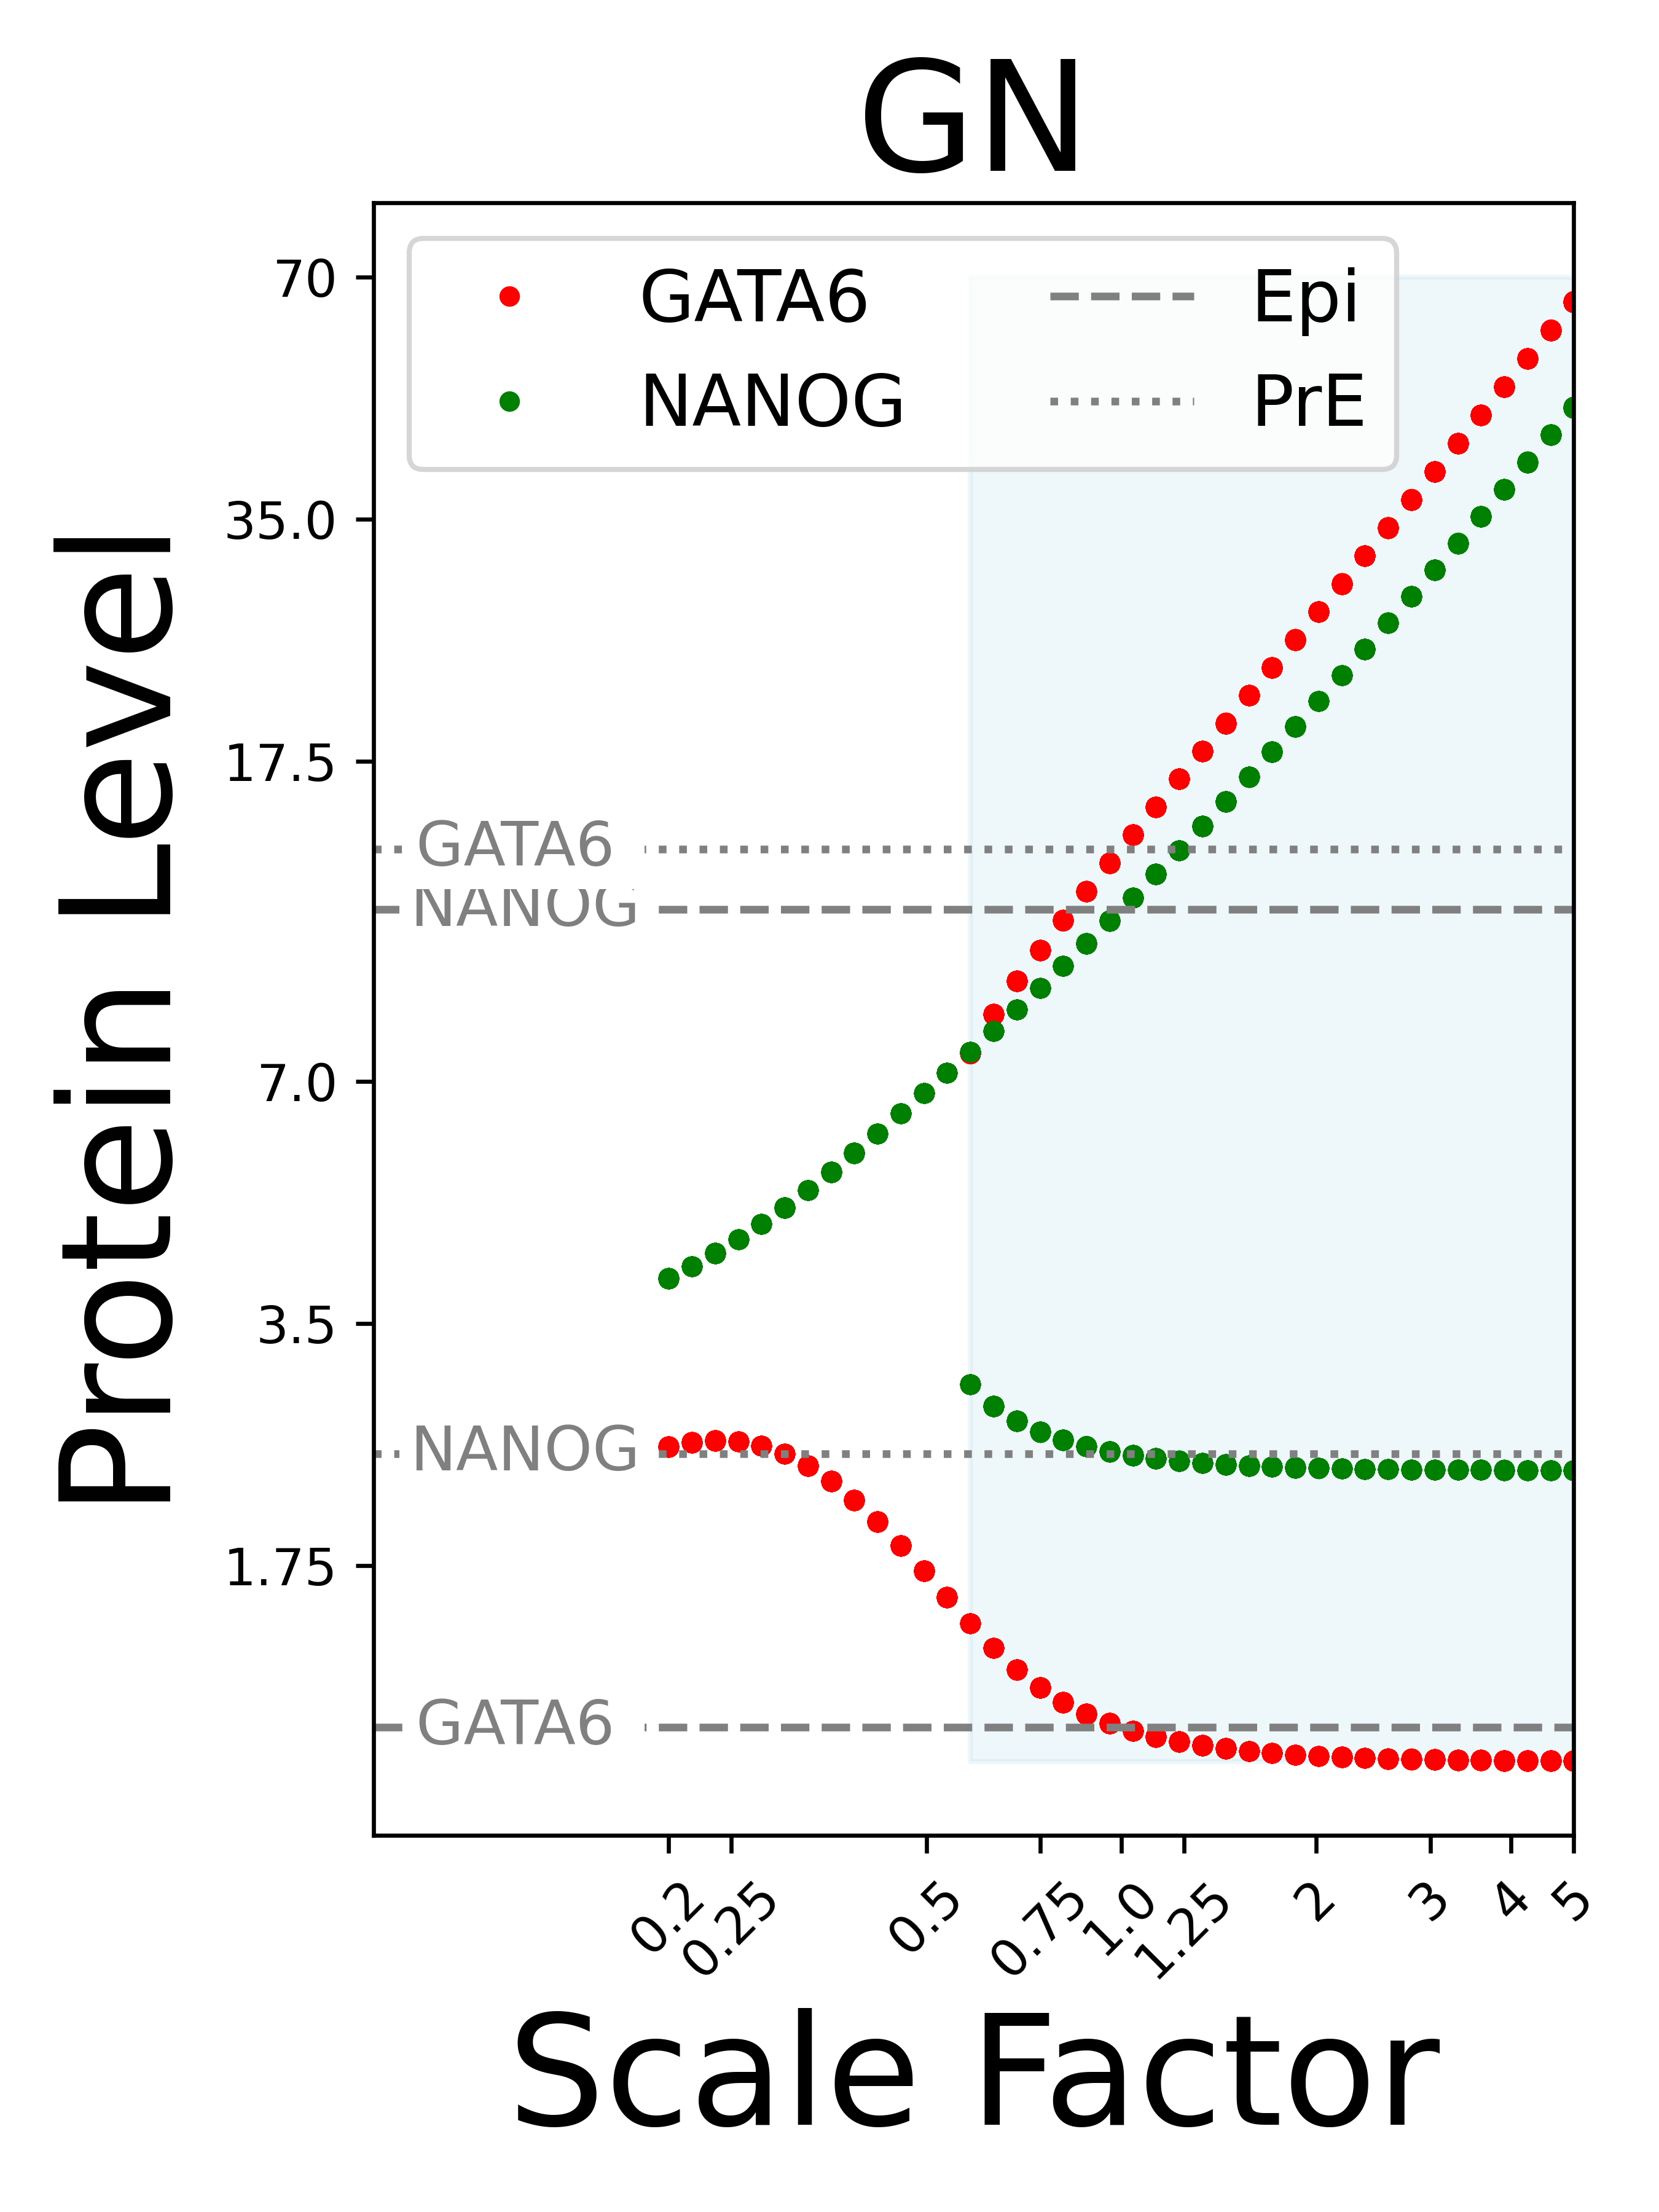 GN
GATA6
NANOG
Epi
PrE
Protein Level
70
35.0
17.5
7.0
3.5
1.75
GATA6
NANOG
NANOG
GATA6
0.2
0.25
0.5
0.75
1.0
1.25
2
3
4
5
Scale Factor